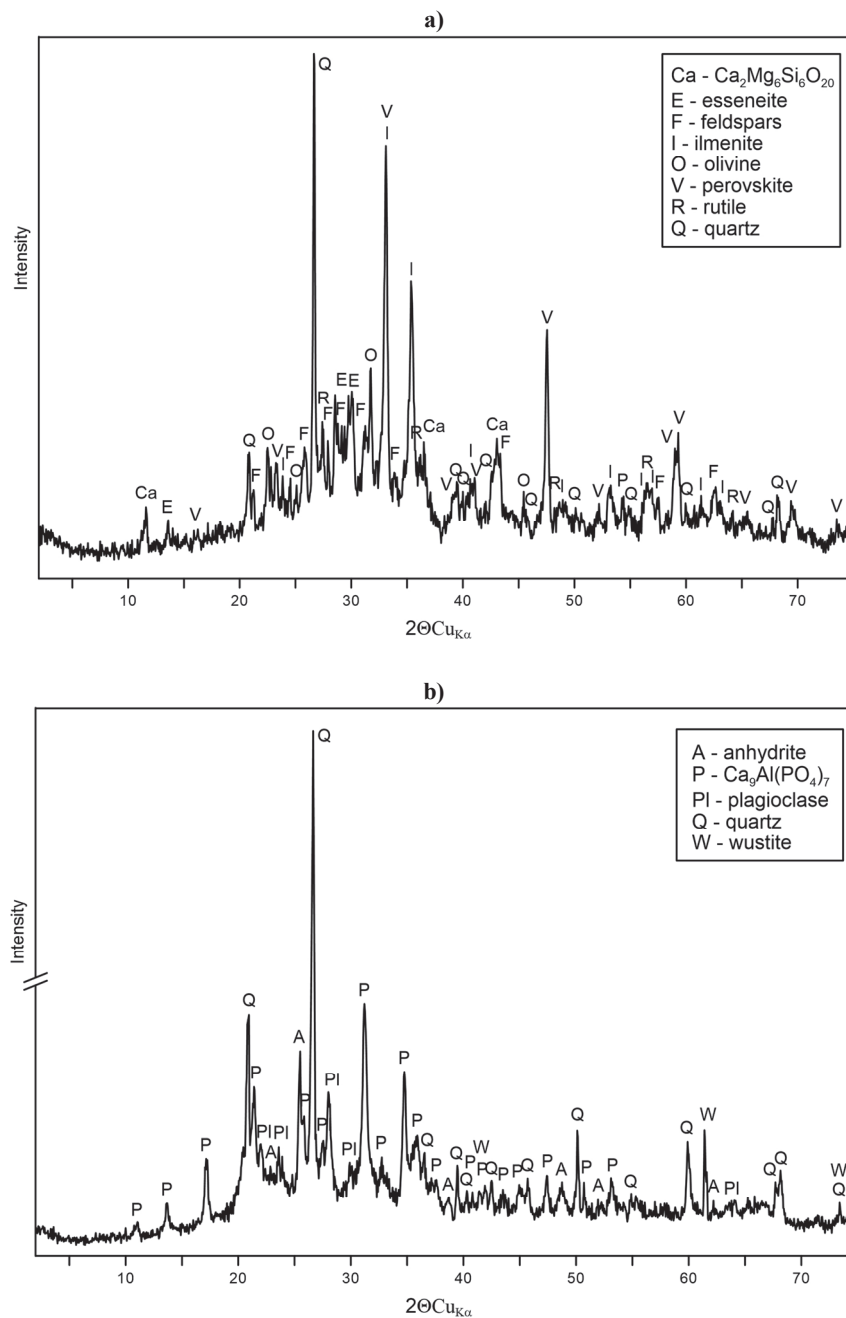 a)
Q
V
I
I
V
Ca - Ca₂Mg₆Si₆O₂₀
E - esseneite
F - feldspars
I - ilmenite
O - olivine
V - perovskite
R - rutile
Q - quartz
Intensity
Ca E V Q F O V I F O F R F E F E F O F R Ca V Q Q I V Q Ca F O Q R I Q V I P Q I R I F V V Q I F I R V Q Q V V
10 20 30 40 50 60 70
2ΘCuKα
b)
Q
A - anhydrite
P - Ca₉Al(PO₄)₇
Pl - plagioclase
Q - quartz
W - wustite
Intensity
P P P Q P Pl A Pl A P P Pl Pl P P P P Q P A Q P Q W P Q P P Q P A Q P A P Q Q W A Pl Q Q W Q
10 20 30 40 50 60 70
2ΘCuKα